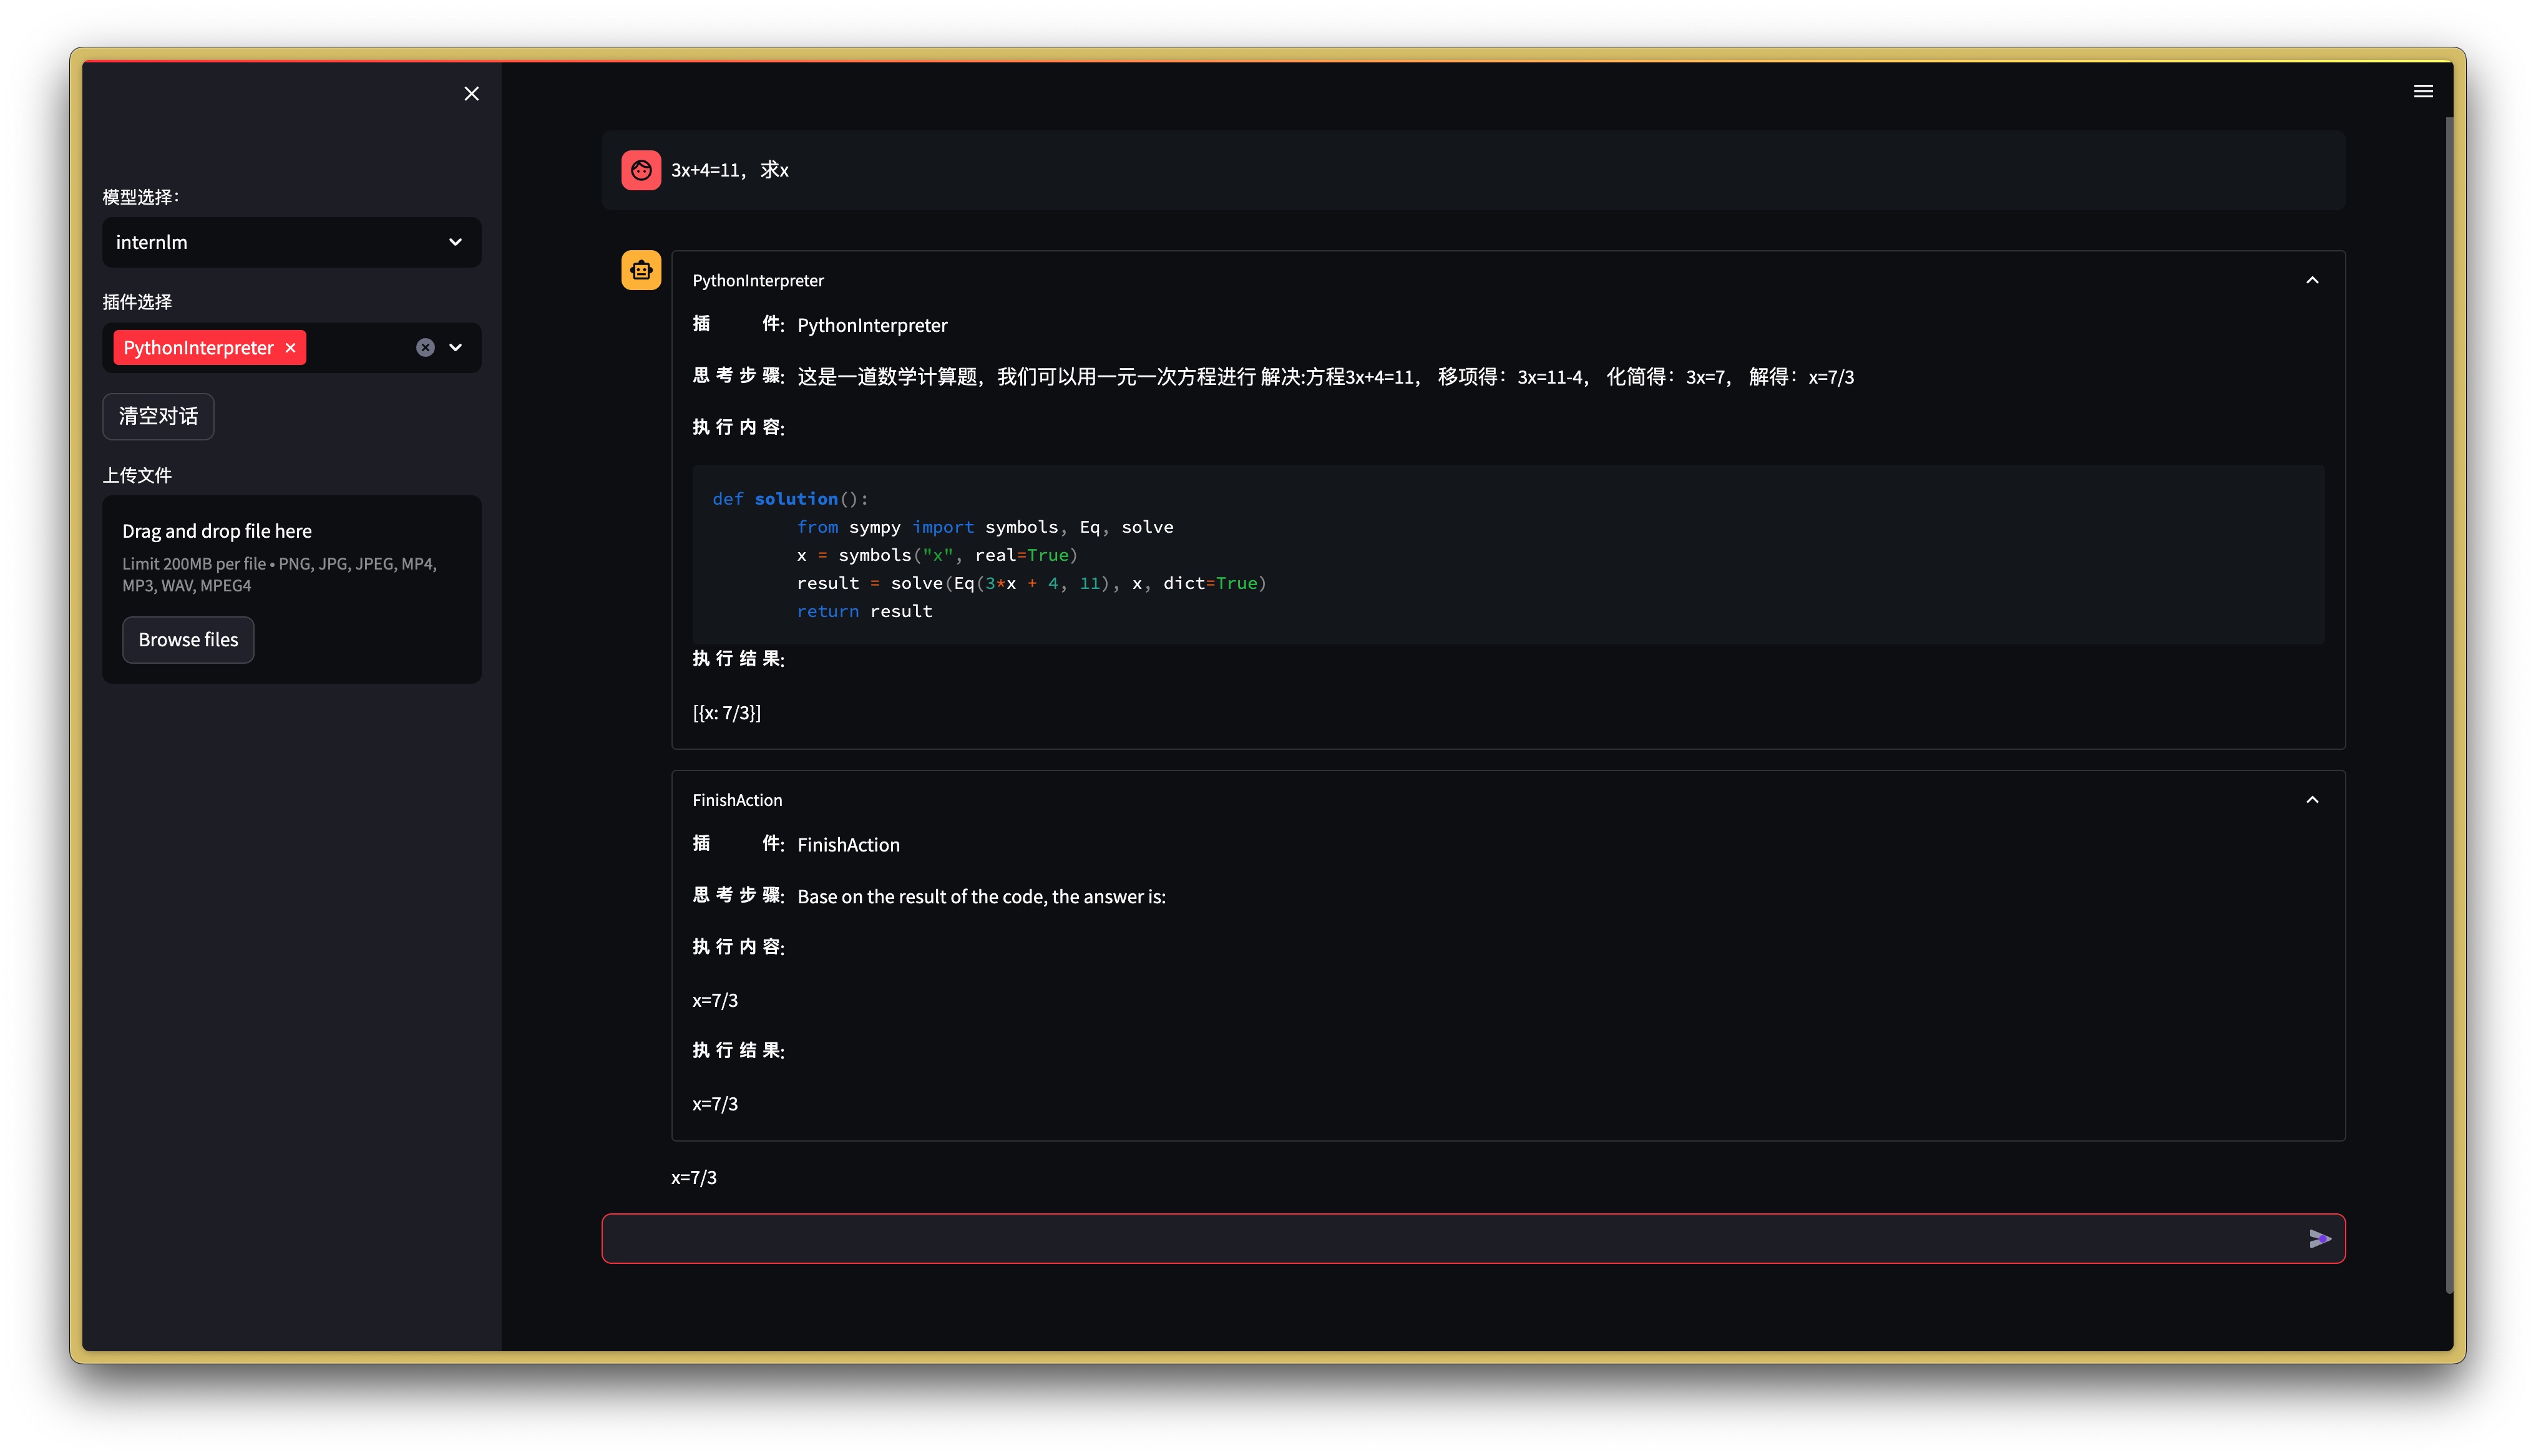 模型选择：
internlm
插件选择
PythonInterpreter
清空对话
上传文件
Drag and drop file here
Limit 200MB per file • PNG, JPG, JPEG, MP4,
MP3, WAV, MPEG4
Browse files
3x+4=11，求x
PythonInterpreter
插 件: PythonInterpreter
思 考 步 骤: 这是一道数学计算题，我们可以用一元一次方程进行 解决:方程3x+4=11， 移项得：3x=11-4， 化简得：3x=7， 解得：x=7/3
执 行 内 容:
def solution():
from sympy import symbols, Eq, solve
x = symbols("x", real=True)
result = solve(Eq(3*x + 4, 11), x, dict=True)
return result
执 行 结 果:
[{x: 7/3}]
FinishAction
插 件: FinishAction
思 考 步 骤: Base on the result of the code, the answer is:
执 行 内 容:
x=7/3
执 行 结 果:
x=7/3
x=7/3